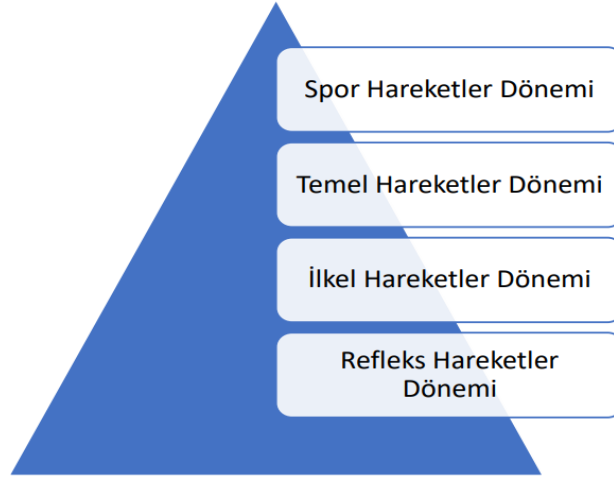 Spor Hareketler Dönemi
Temel Hareketler Dönemi
İlkel Hareketler Dönemi
Refleks Hareketler
Dönemi